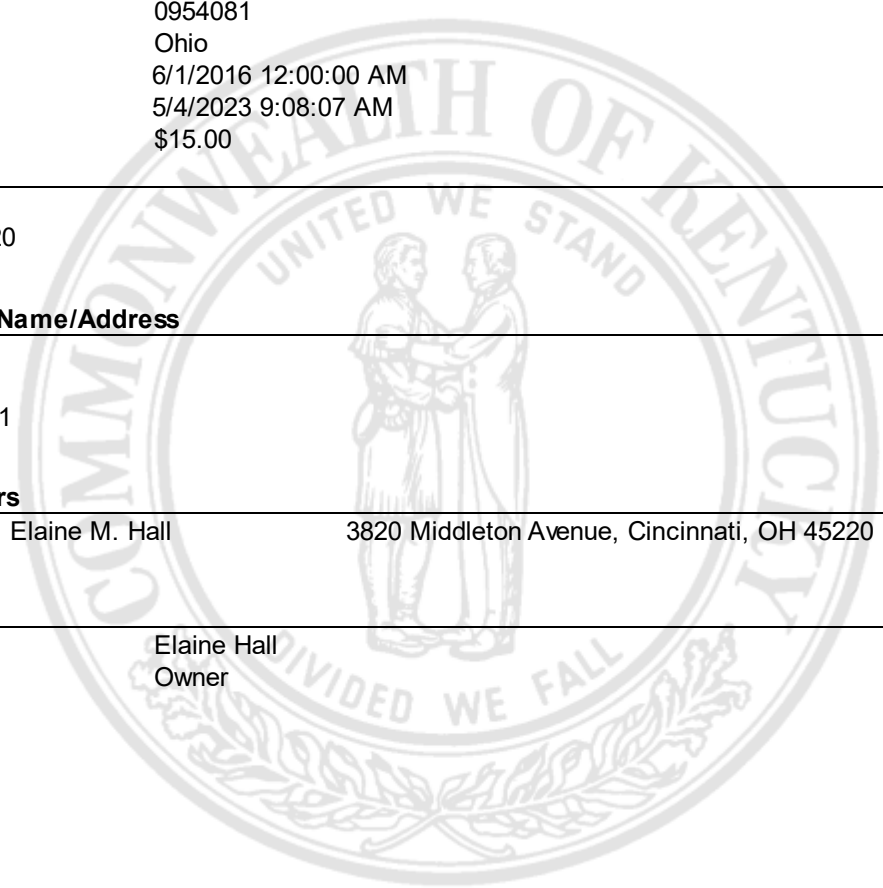 0954081
Ohio
6/1/2016 12:00:00 AM
5/4/2023 9:08:07 AM
$15.00
20
Name/Address
1
rs
Elaine M. Hall 3820 Middleton Avenue, Cincinnati, OH 45220
Elaine Hall
Owner
COMMONWEALTH OF KENTUCKY
UNITED WE STAND
DIVIDED WE FALL